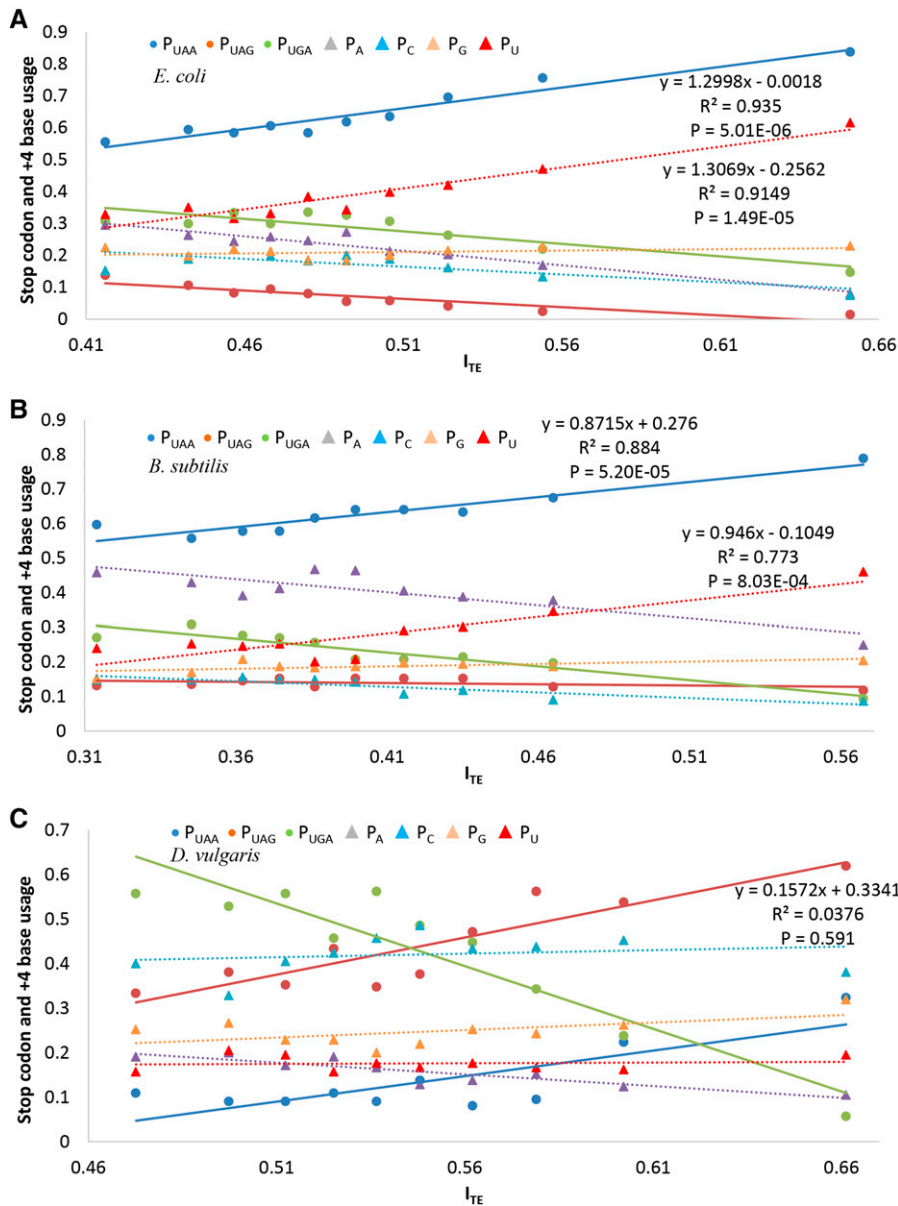 A
Stop codon and +4 base usage
0.9
0.8
0.7
0.6
0.5
0.4
0.3
0.2
0.1
0
P_UAA P_UAG P_UGA P_A P_C P_G P_U
E. coli
y = 1.2998x - 0.0018
R² = 0.935
P = 5.01E-06
y = 1.3069x - 0.2562
R² = 0.9149
P = 1.49E-05
0.41 0.46 0.51 0.56 0.61 0.66
I_TE
B
Stop codon and +4 base usage
0.9
0.8
0.7
0.6
0.5
0.4
0.3
0.2
0.1
0
P_UAA P_UAG P_UGA P_A P_C P_G P_U
B. subtilis
y = 0.8715x + 0.276
R² = 0.884
P = 5.20E-05
y = 0.946x - 0.1049
R² = 0.773
P = 8.03E-04
0.31 0.36 0.41 0.46 0.51 0.56
I_TE
C
Stop codon and +4 base usage
0.7
0.6
0.5
0.4
0.3
0.2
0.1
0
P_UAA P_UAG P_UGA P_A P_C P_G P_U
D. vulgaris
y = 0.1572x + 0.3341
R² = 0.0376
P = 0.591
0.46 0.51 0.56 0.61 0.66
I_TE